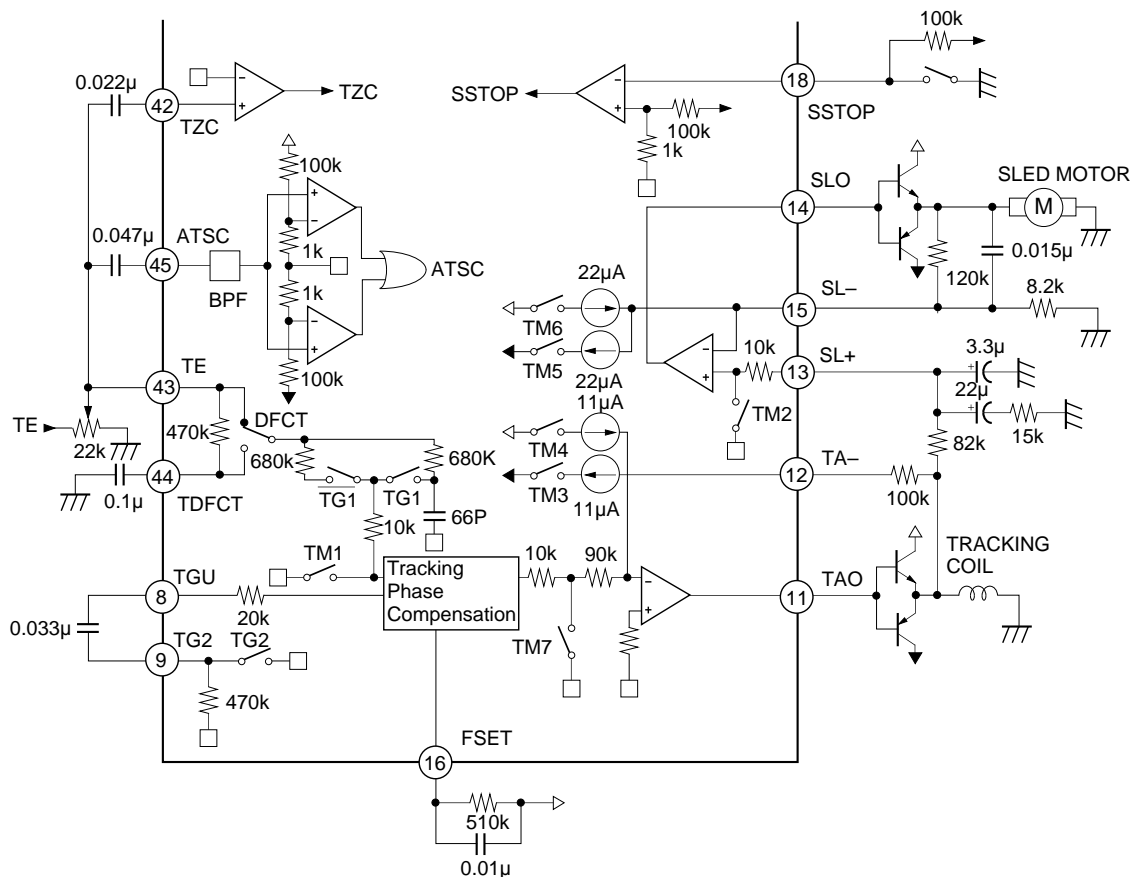 100k
0.022μ
18
42
TZC
SSTOP
TZC
SSTOP
100k
1k
100k
SLO
SLED MOTOR
14
M
0.047μ
ATSC
1k
0.015μ
45
ATSC
22μA
120k
BPF
1k
SL–
8.2k
TM6
15
TM5
10k
SL+
3.3μ
TE
100k
22μA
13
43
DFCT
11μA
TM2
22μ
TE
470k
15k
22k
680k
680K
TM4
82k
44
TA–
12
0.1μ
TDFCT
TG1
TG1
TM3
100k
11μA
10k
66P
TM1
Tracking
Phase
Compensation
10k
90k
TRACKING
COIL
TGU
TAO
8
11
20k
0.033μ
TG2
TG2
TM7
9
470k
FSET
16
510k
0.01μ